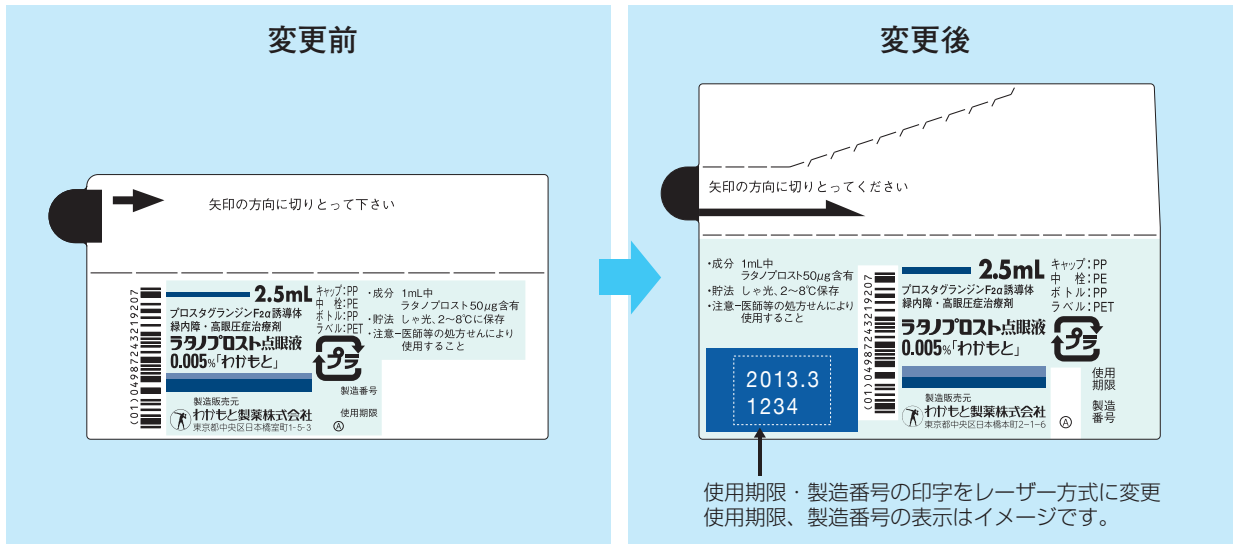 変更前
矢印の方向に切りとって下さい
(01)04987243219207
2.5mL
プロスタグランジンF2α誘導体
緑内障・高眼圧症治療剤
ラタノプロスト点眼液
0.005%「わかもと」
製造販売元
わかもと製薬株式会社
東京都中央区日本橋室町1-5-3
キャップ:PP
中 栓:PE
ボトル:PP
ラベル:PET
プラ
製造番号
使用期限
Ⓐ
・成分 1mL中
ラタノプロスト50μg含有
・貯法 しゃ光、2〜8℃に保存
・注意−医師等の処方せんにより
使用すること
変更後
矢印の方向に切りとってください
・成分 1mL中
ラタノプロスト50μg含有
・貯法 しゃ光、2〜8℃保存
・注意−医師等の処方せんにより
使用すること
2013.3
1234
(01)04987243219207
2.5mL
プロスタグランジンF2α誘導体
緑内障・高眼圧症治療剤
ラタノプロスト点眼液
0.005%「わかもと」
製造販売元
わかもと製薬株式会社
東京都中央区日本橋本町2−1−6
キャップ:PP
中 栓:PE
ボトル:PP
ラベル:PET
プラ
使用
期限
製造
番号
Ⓐ
使用期限・製造番号の印字をレーザー方式に変更
使用期限、製造番号の表示はイメージです。